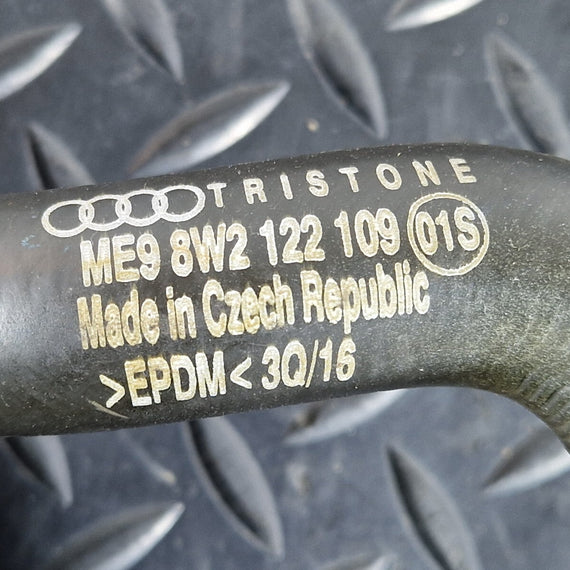 TRISTONE
ME9 8W2 122 109 01S
Made in Czech Republic
>EPDM< 3Q/16